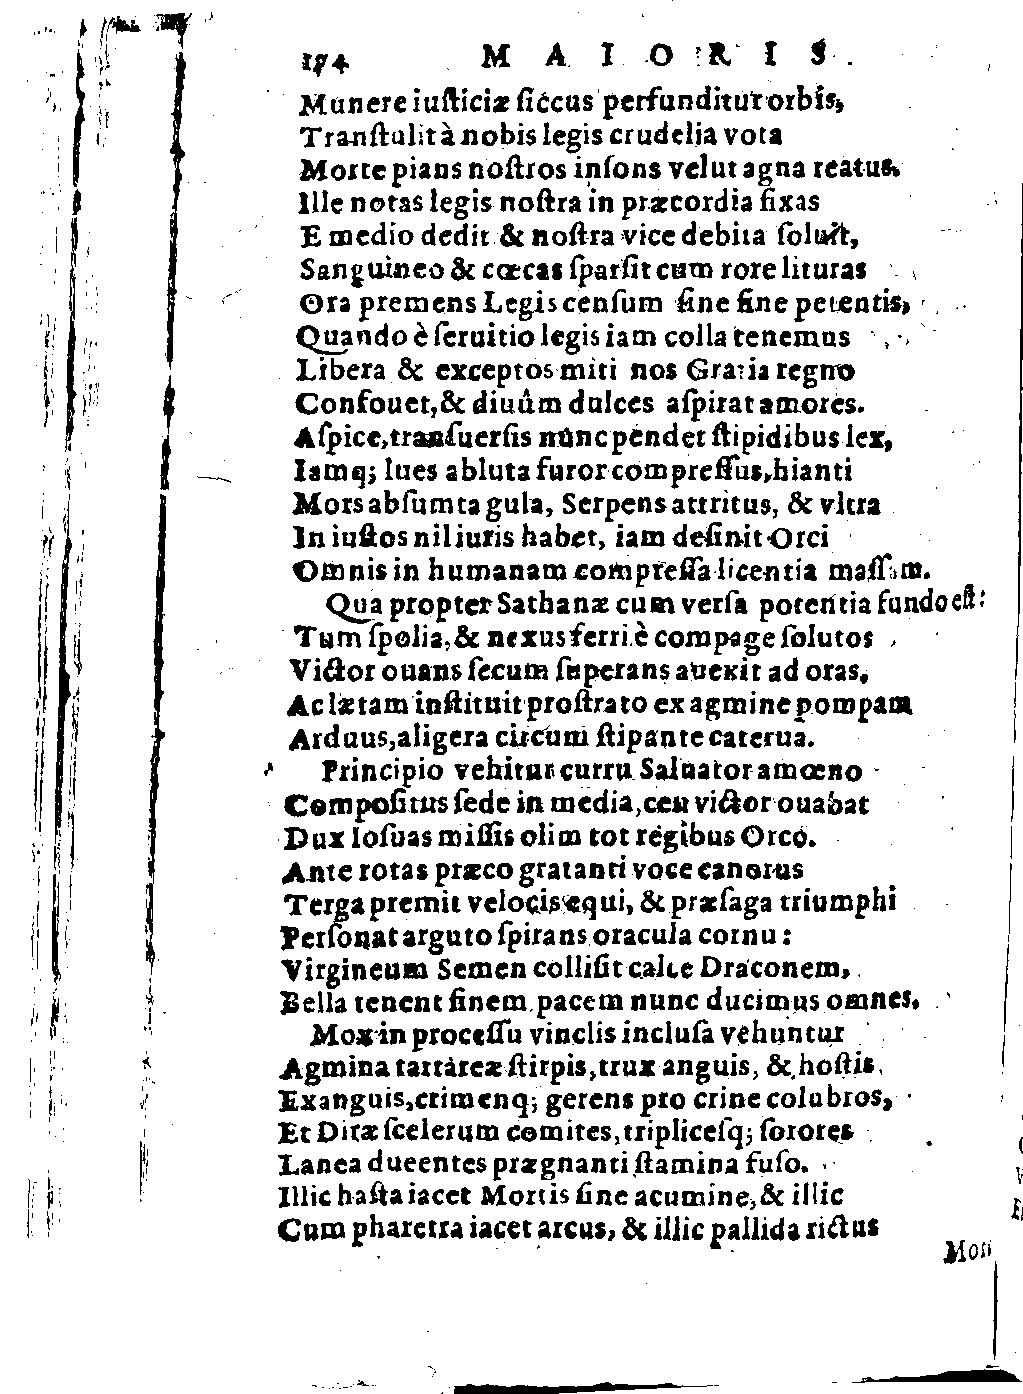 174 MAIORIS.
Munere iuſticiæ ſiccus perfunditur orbis,
Tranſtulit à nobis legis crudelia vota
Morte pians noſtros inſons velut agna reatus.
Ille notas legis noſtra in præcordia fixas
E medio dedit & noſtra vice debita ſoluit,
Sanguineo & cœcas ſparſit cum rore lituras
Ora premens Legis cenſum ſine fine petentis,
Quando è ſeruitio legis iam colla tenemus
Libera & exceptos miti nos Gratia regno
Confouet, & diuûm dulces aſpirat amores.
Aſpice, tranſuerſis nunc pendet ſtipidibus lex,
Iamq; lues abluta furor compreſſus, hianti
Mors abſumta gula, Serpens attritus, & vltra
In iuſtos nil iuris habet, iam deſinit Orci
Omnis in humanam compreſſa licentia maſſam.
Qua propter Sathanæ cum verſa potentia fundo eſt:
Tum ſpolia, & nexus ferri è compage ſolutos
Victor ouans ſecum ſuperans auexit ad oras,
Ac lætam inſtituit proſtrato ex agmine pompam
Arduus, aligera circum ſtipante caterua.
Principio vehitur curru Saluator amœno
Compoſitus ſede in media, ceu victor ouabat
Dux Ioſuas miſſis olim tot regibus Orco.
Ante rotas præco gratanti voce canorus
Terga premit velocis equi, & præſaga triumphi
Perſonat arguto ſpirans oracula cornu:
Virgineum Semen colliſit calce Draconem,
Bella tenent finem pacem nunc ducimus omnes.
Mox in proceſſu vinclis incluſa vehuntur
Agmina tartareæ ſtirpis, trux anguis, & hoſtis
Exanguis, crimenq; gerens pro crine colubros,
Et Diræ ſcelerum comites, tripliceſq; ſorores
Lanea ducentes prægnanti ſtamina fuſo.
Illic haſta iacet Mortis ſine acumine, & illic
Cum pharetra iacet arcus, & illic pallida rictus